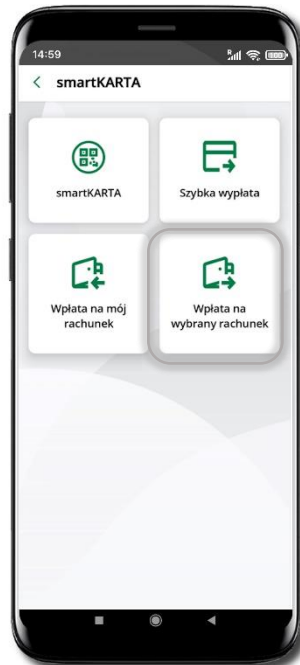 14:59
smartKARTA
smartKARTA
Szybka wypłata
Wpłata na mój
rachunek
Wpłata na
wybrany rachunek